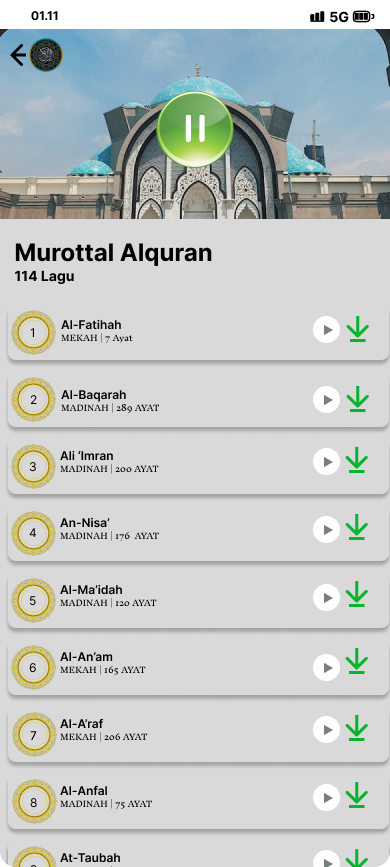 01.11
5G
Murottal Alquran
114 Lagu
1
Al-Fatihah
MEKAH | 7 Ayat
2
Al-Baqarah
MADINAH | 289 AYAT
3
Ali ‘Imran
MADINAH | 200 AYAT
4
An-Nisa’
MADINAH | 176 AYAT
5
Al-Ma’idah
MADINAH | 120 AYAT
6
Al-An’am
MEKAH | 165 AYAT
7
Al-A’raf
MEKAH | 206 AYAT
8
Al-Anfal
MADINAH | 75 AYAT
At-Taubah